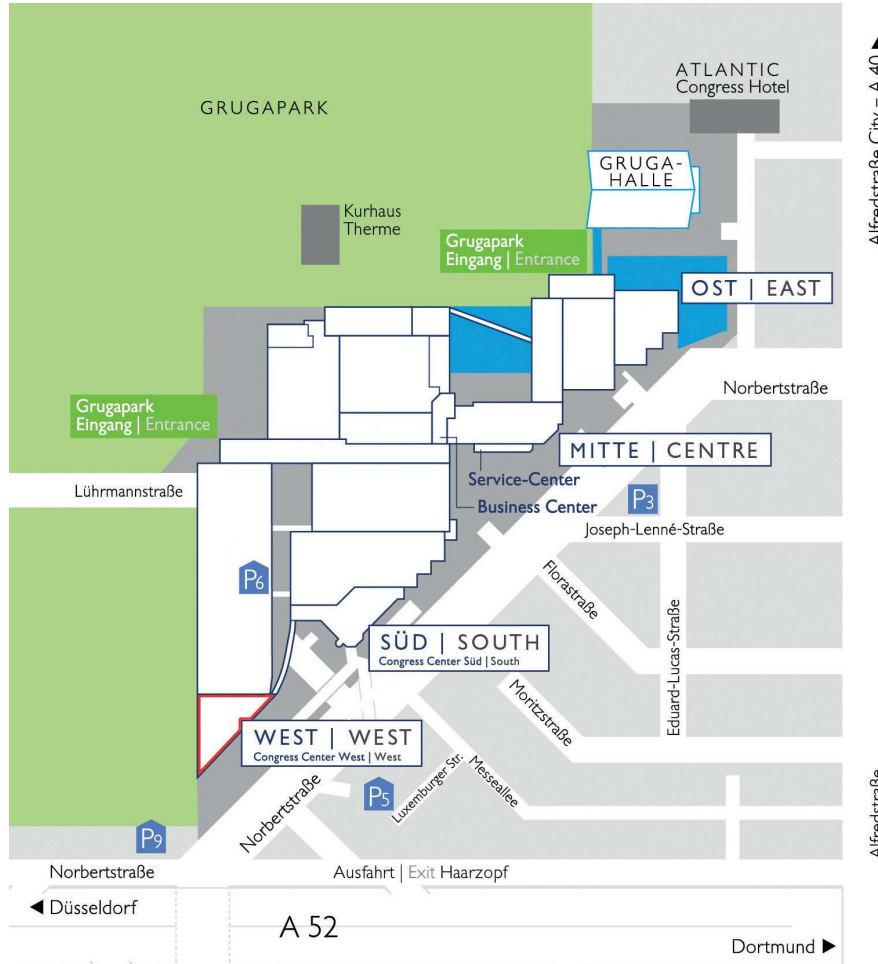 ATLANTIC
Congress Hotel
Alfredstraße City – A 40
GRUGAPARK
GRUGA-
HALLE
Kurhaus
Therme
Grugapark
Eingang | Entrance
OST | EAST
Norbertstraße
Grugapark
Eingang | Entrance
MITTE | CENTRE
Service-Center
Business Center
Lührmannstraße
P3
Joseph-Lenné-Straße
Florastraße
P6
Eduard-Lucas-Straße
SÜD | SOUTH
Congress Center Süd | South
Moritzstraße
WEST | WEST
Congress Center West | West
Messeallee
Luxemburger Str.
P5
Norbertstraße
Alfredstraße
P9
Norbertstraße
Ausfahrt | Exit Haarzopf
◀ Düsseldorf
A 52
Dortmund ▶